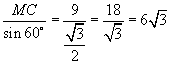 MC/sin 60° = 9/(√3/2) = 18/√3 = 6√3